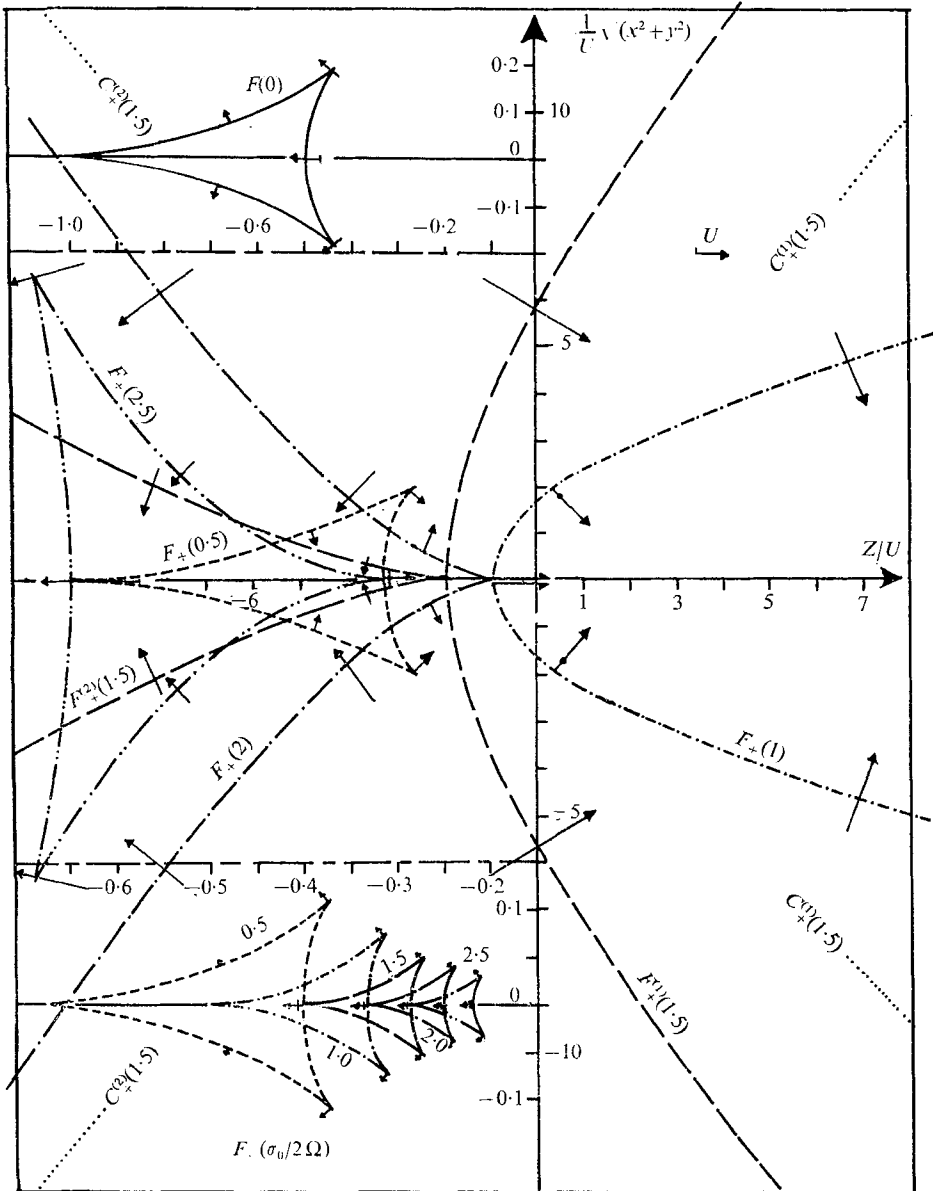 1/U √(x²+y²)
0·2
F(0)
C₊⁽²⁾(1·5)
0·1 10
0
−0·1
−1·0 −0·6 −0·2
U
C₊⁽¹⁾(1·5)
5
F₊(2·5)
F₊(0·5)
Z/U
−6
1 3 5 7
F₊⁽²⁾(1·5)
F₊(2)
F₊(1)
−5
−0·6 −0·5 −0·4 −0·3 −0·2
0·1
C₊⁽¹⁾(1·5)
0·5
1·5
2·5
F₊⁽¹⁾(1·5)
0
1·0
2·0
−10
C₊⁽²⁾(1·5)
−0·1
F₋(σ₀/2Ω)